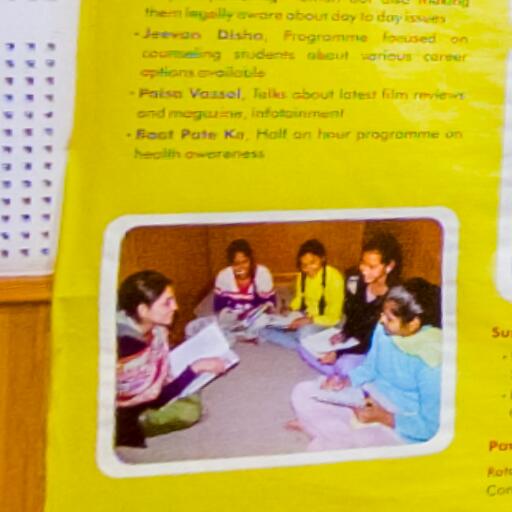 them legally aware about day to day issues
- Jeevan Disha, Programme focused on
counseling students about various career
options available
- Paisa Vassol, Talks about latest film reviews
and magazine, infotainment
- Baat Pate Ka, Half an hour programme on
health awareness